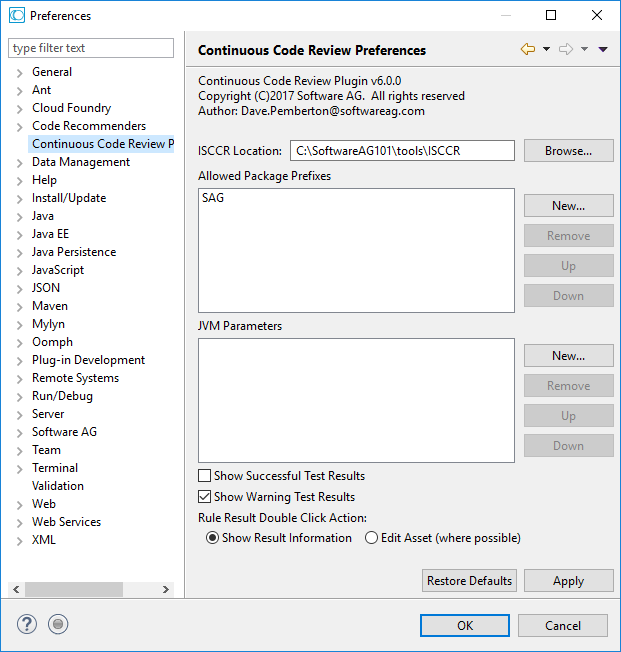 Preferences
type filter text
General
Ant
Cloud Foundry
Code Recommenders
Continuous Code Review P
Data Management
Help
Install/Update
Java
Java EE
Java Persistence
JavaScript
JSON
Maven
Mylyn
Oomph
Plug-in Development
Remote Systems
Run/Debug
Server
Software AG
Team
Terminal
Validation
Web
Web Services
XML
Continuous Code Review Preferences
Continuous Code Review Plugin v6.0.0
Copyright (C)2017 Software AG. All rights reserved
Author: Dave.Pemberton@softwareag.com
ISCCR Location: C:\SoftwareAG101\tools\ISCCR Browse...
Allowed Package Prefixes
SAG
New...
Remove
Up
Down
JVM Parameters
New...
Remove
Up
Down
Show Successful Test Results
Show Warning Test Results
Rule Result Double Click Action:
Show Result Information Edit Asset (where possible)
Restore Defaults Apply
? OK Cancel